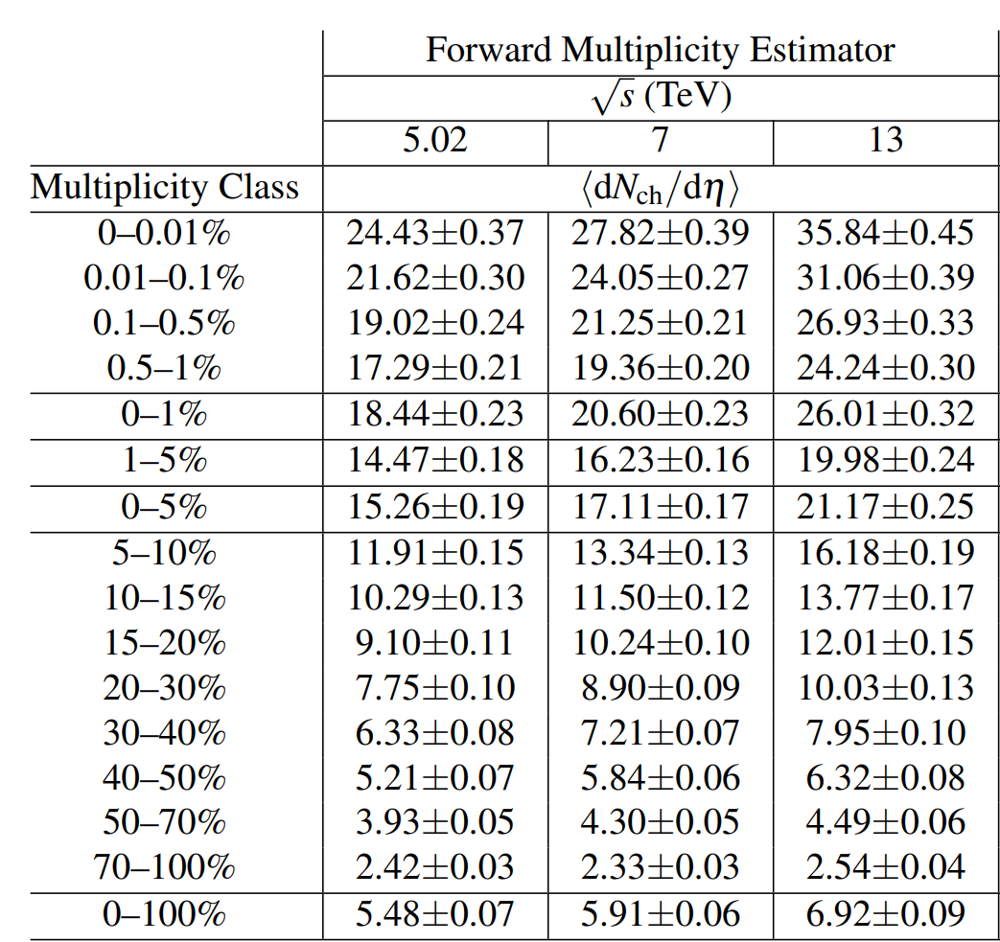 Forward Multiplicity Estimator
√s (TeV)
5.02 7 13
Multiplicity Class ⟨dNch/dη⟩
0–0.01% 24.43±0.37 27.82±0.39 35.84±0.45
0.01–0.1% 21.62±0.30 24.05±0.27 31.06±0.39
0.1–0.5% 19.02±0.24 21.25±0.21 26.93±0.33
0.5–1% 17.29±0.21 19.36±0.20 24.24±0.30
0–1% 18.44±0.23 20.60±0.23 26.01±0.32
1–5% 14.47±0.18 16.23±0.16 19.98±0.24
0–5% 15.26±0.19 17.11±0.17 21.17±0.25
5–10% 11.91±0.15 13.34±0.13 16.18±0.19
10–15% 10.29±0.13 11.50±0.12 13.77±0.17
15–20% 9.10±0.11 10.24±0.10 12.01±0.15
20–30% 7.75±0.10 8.90±0.09 10.03±0.13
30–40% 6.33±0.08 7.21±0.07 7.95±0.10
40–50% 5.21±0.07 5.84±0.06 6.32±0.08
50–70% 3.93±0.05 4.30±0.05 4.49±0.06
70–100% 2.42±0.03 2.33±0.03 2.54±0.04
0–100% 5.48±0.07 5.91±0.06 6.92±0.09